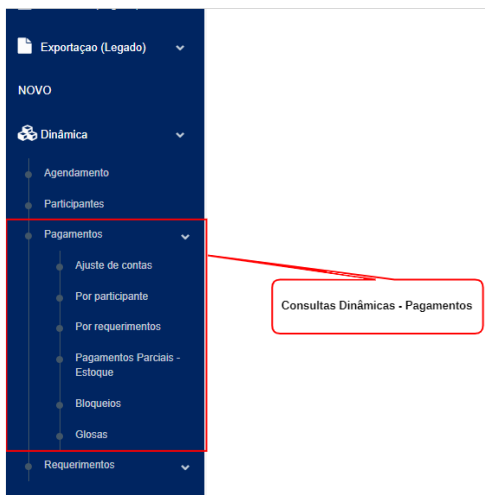 Exportaçao (Legado)
NOVO
Dinâmica
Agendamento
Participantes
Pagamentos
Ajuste de contas
Por participante
Por requerimentos
Pagamentos Parciais -
Estoque
Bloqueios
Glosas
Requerimentos
Consultas Dinâmicas - Pagamentos